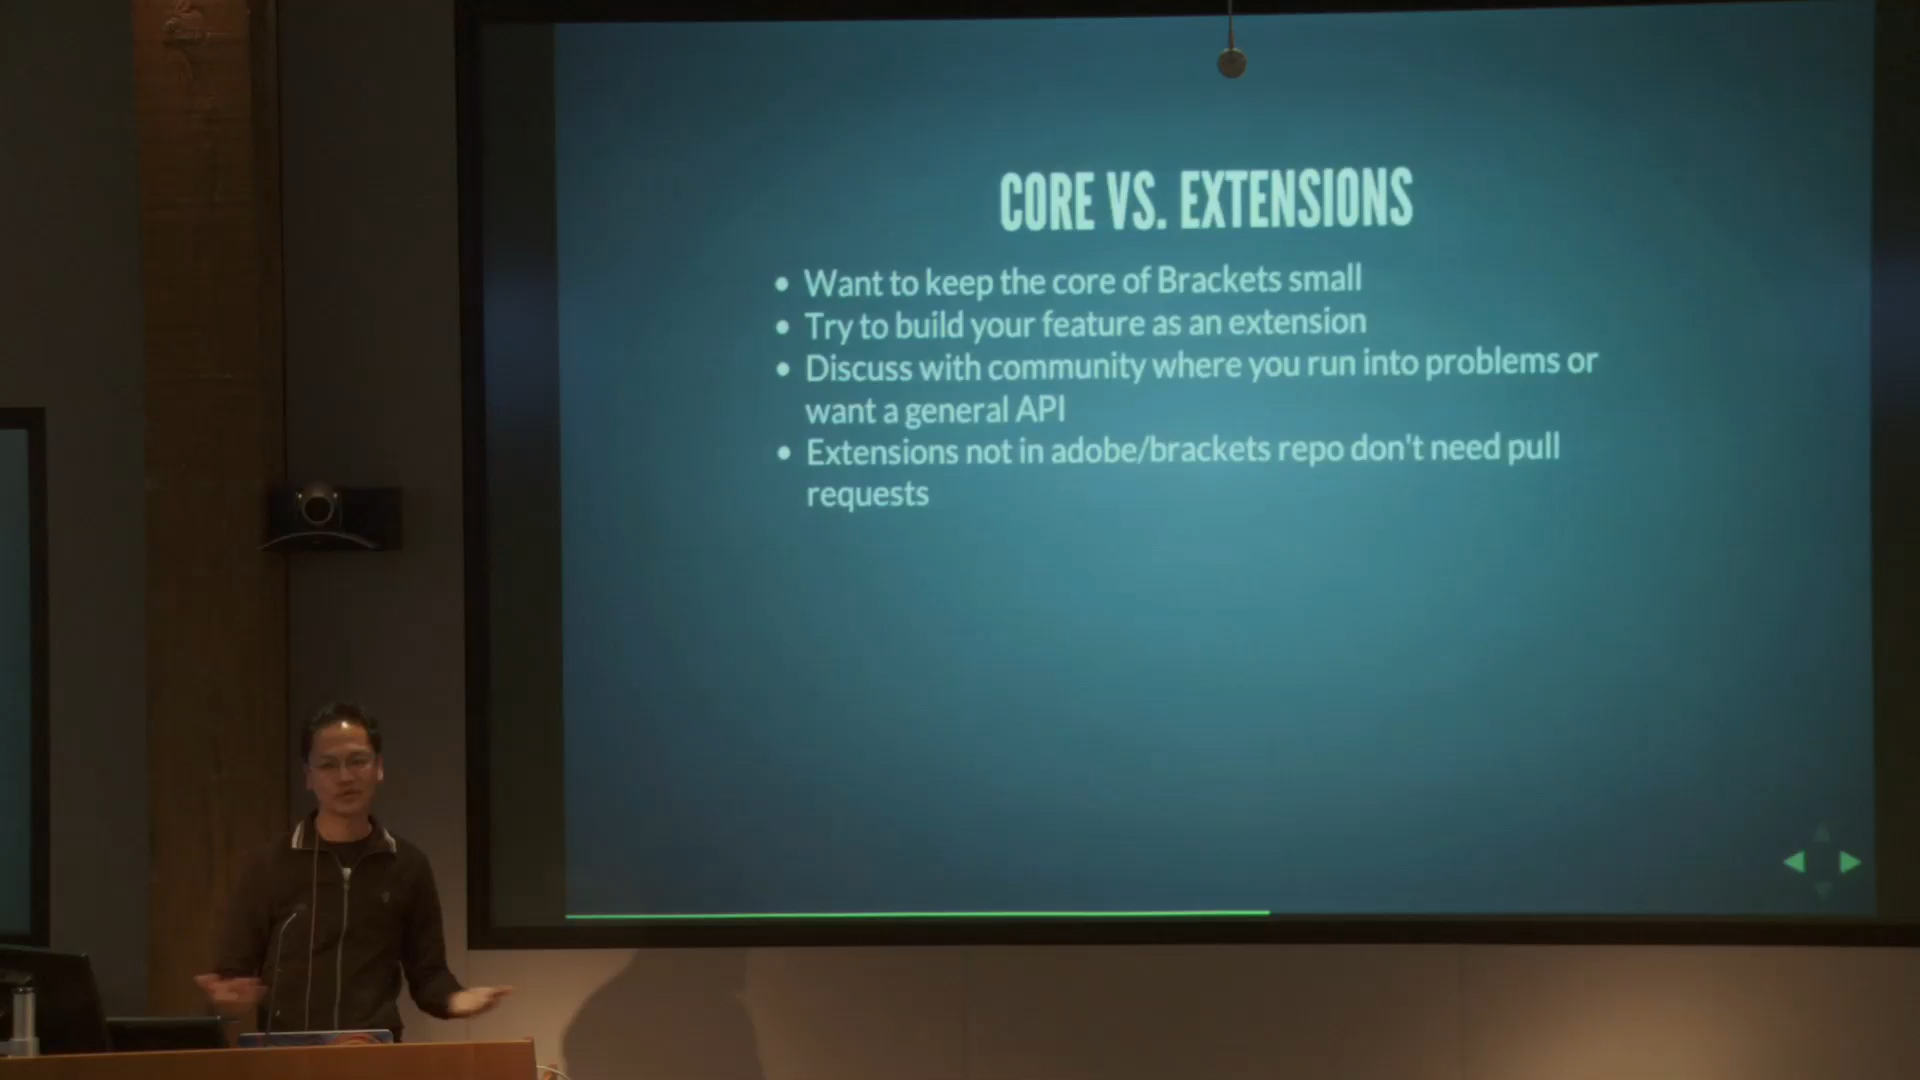 CORE VS. EXTENSIONS
• Want to keep the core of Brackets small
• Try to build your feature as an extension
• Discuss with community where you run into problems or
want a general API
• Extensions not in adobe/brackets repo don't need pull
requests